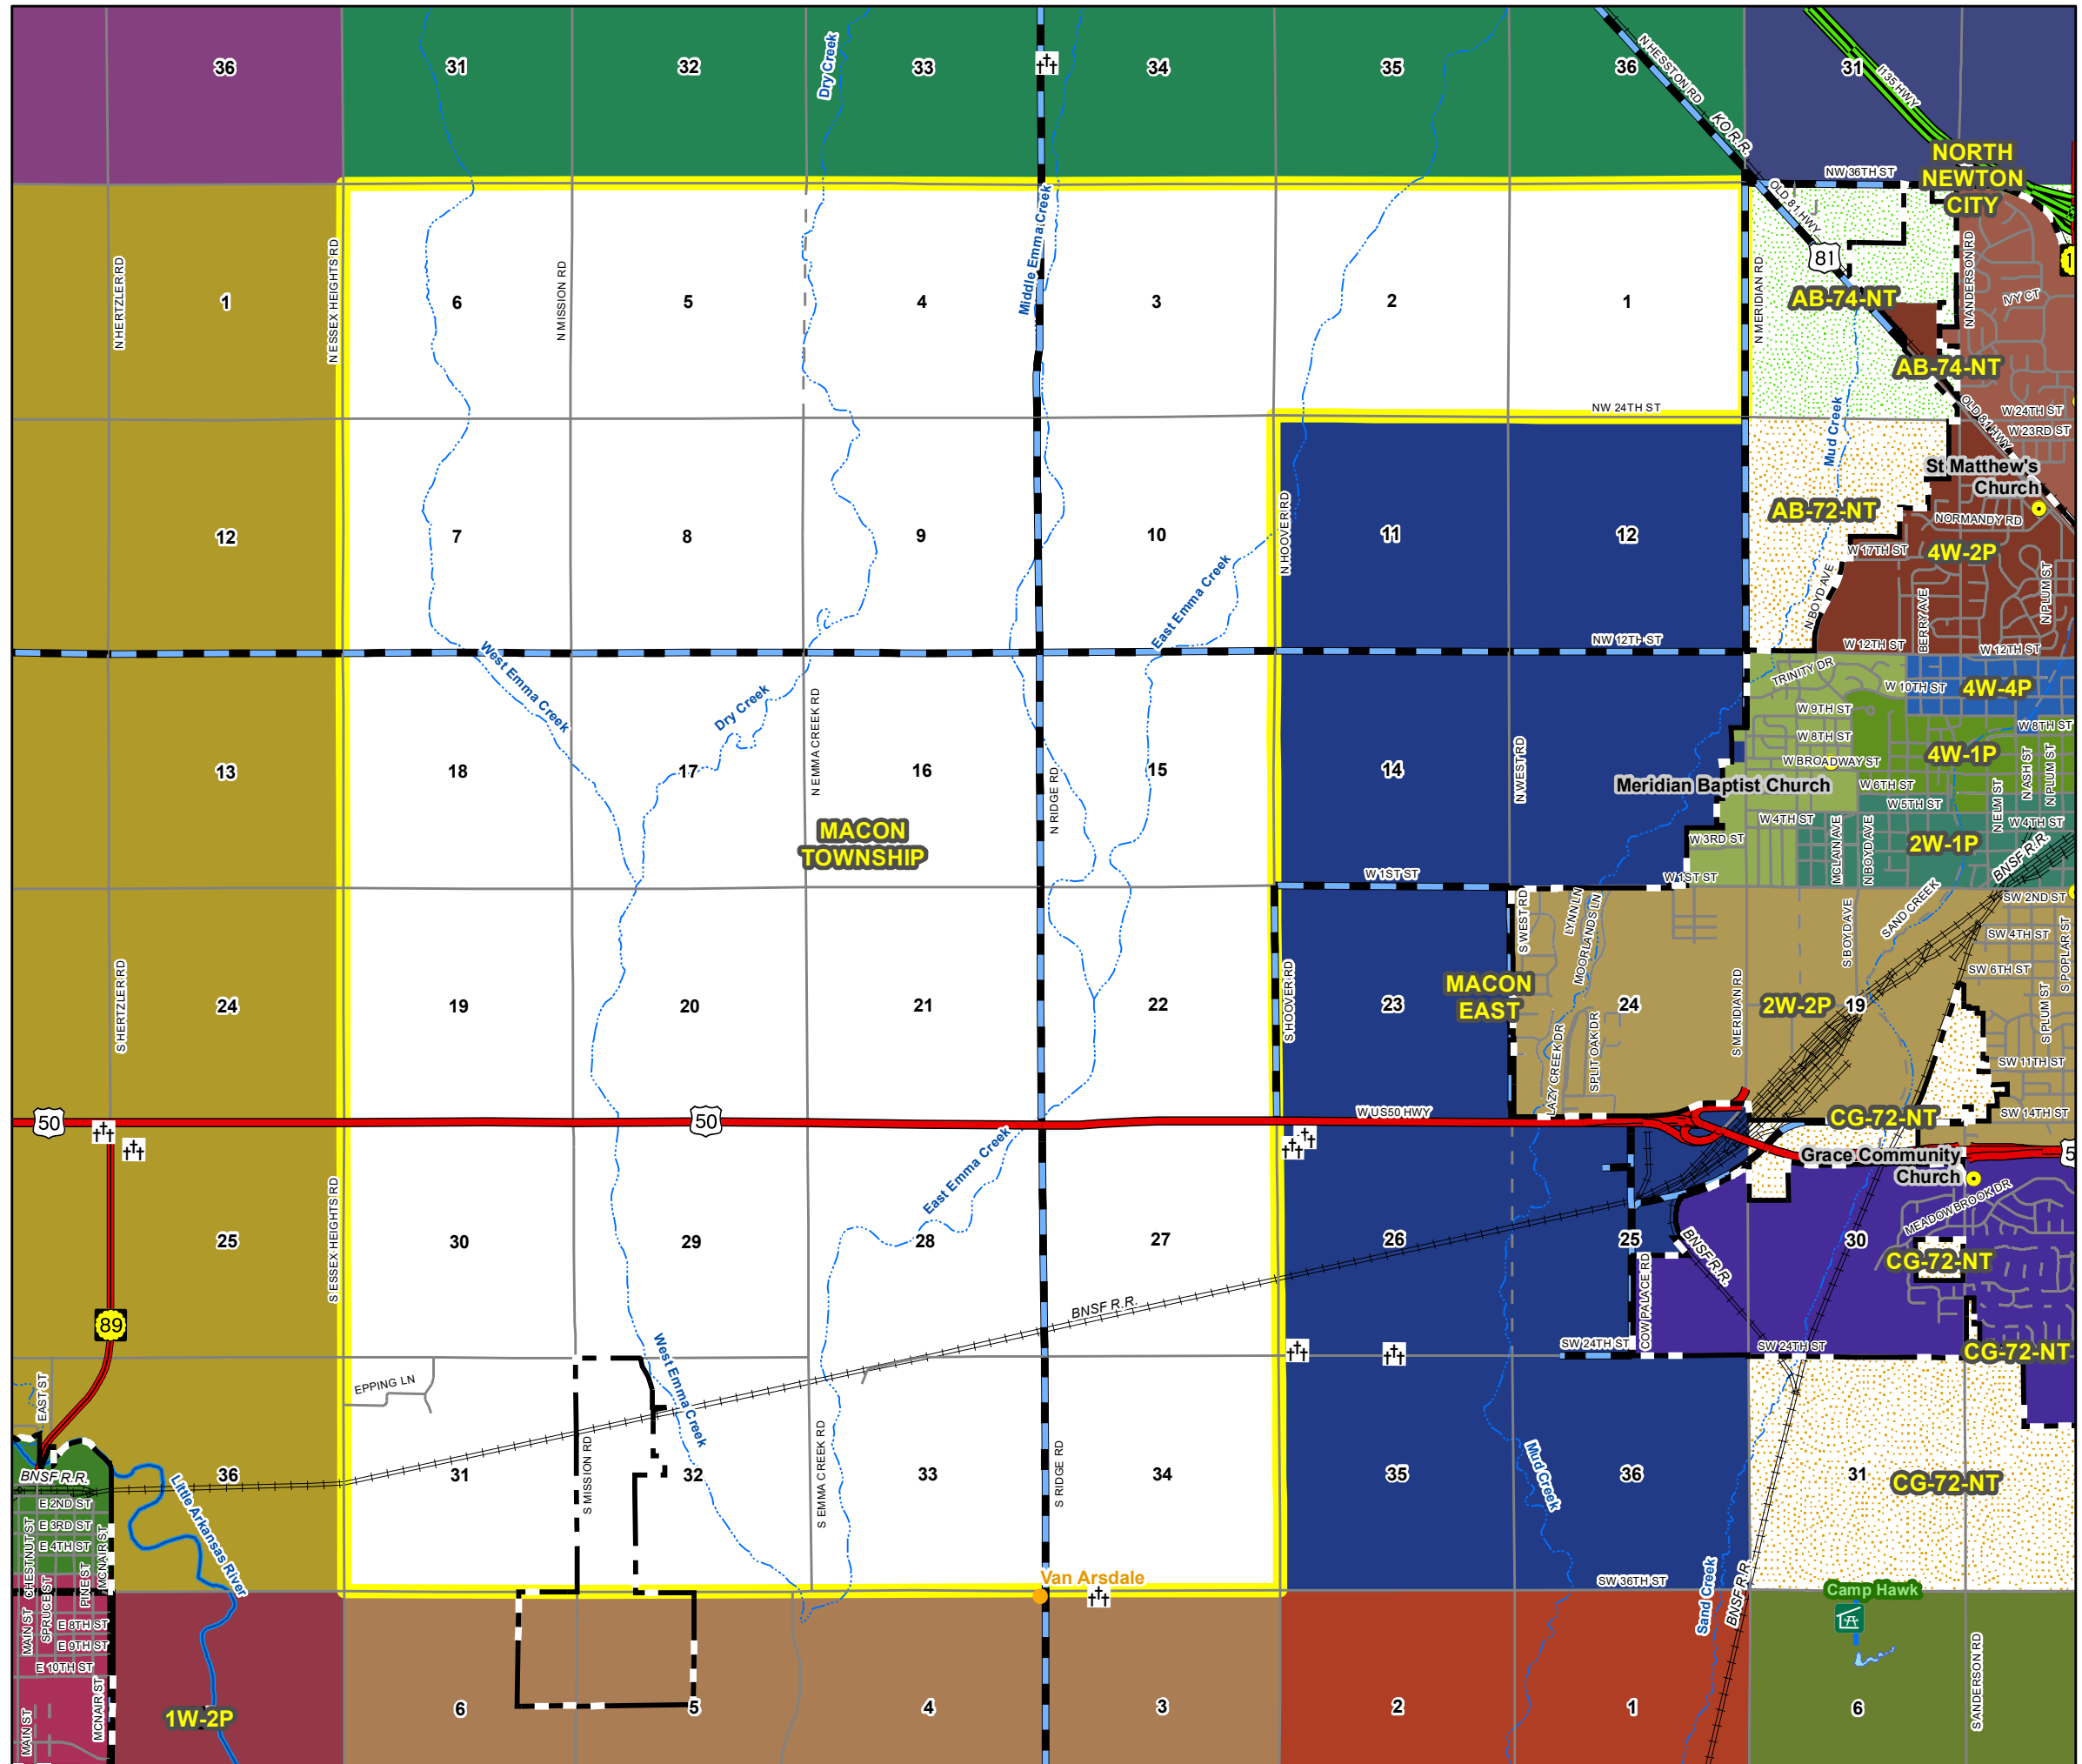 36
31
32
33
34
35
36
31
Dry Creek
N HESSTON RD
I135 HWY
KO R.R.
NORTH
NEWTON
CITY
NW 36TH ST
OLD 81 HWY
81
N HERTZLER RD
N ESSEX HEIGHTS RD
N MISSION RD
Middle Emma Creek
N MERIDIAN RD
N ANDERSON RD
IVY CT
1
6
5
4
3
2
1
AB-74-NT
AB-74-NT
NW 24TH ST
OLD 81 HWY
W 24TH ST
W 23RD ST
Mud Creek
St Matthew's
Church
N HOOVER RD
AB-72-NT
NORMANDY RD
12
7
8
9
10
11
12
W 17TH ST
4W-2P
East Emma Creek
N BOYD AVE
BERRY AVE
N PLUM ST
NW 12TH ST
W 12TH ST
W 12TH ST
West Emma Creek
Dry Creek
N EMMA CREEK RD
TRINITY DR
W 10TH ST
4W-4P
W 9TH ST
W 8TH ST
W 8TH ST
4W-1P
W BROADWAY ST
13
18
17
16
15
14
N RIDGE RD
N WEST RD
Meridian Baptist Church
W 6TH ST
N ASH ST
N PLUM ST
W 5TH ST
N ELM ST
W 4TH ST
W 4TH ST
MACON
TOWNSHIP
W 3RD ST
MCLAIN AVE
N BOYD AVE
2W-1P
BNSF R.R.
W 1ST ST
W 1ST ST
SW 2ND ST
S WEST RD
LYNN LN
MOORLANDS LN
S BOYD AVE
SAND CREEK
SW 4TH ST
S POPLAR ST
SW 6TH ST
S HERTZLER RD
S HOOVER RD
MACON
EAST
S MERIDIAN RD
2W-2P
S PLUM ST
24
19
20
21
22
23
24
19
LAZY CREEK DR
SPLIT OAK DR
SW 11TH ST
W US50 HWY
SW 14TH ST
50
50
CG-72-NT
5
East Emma Creek
Grace Community
Church
S ESSEX HEIGHTS RD
MEADOWBROOK DR
25
30
29
28
27
26
25
30
BNSF R.R.
CG-72-NT
COW PALACE RD
BNSF R.R.
89
SW 24TH ST
SW 24TH ST
CG-72-NT
West Emma Creek
EPPING LN
EAST ST
S MISSION RD
S EMMA CREEK RD
S RIDGE RD
Mud Creek
BNSF R.R.
36
31
32
33
34
35
36
31
CG-72-NT
Little Arkansas River
E 2ND ST
E 3RD ST
E 4TH ST
CHESTNUT ST
PINE ST
MCNAIR ST
SPRUCE ST
MAIN ST
Van Arsdale
SW 36TH ST
Sand Creek
BNSF R.R.
Camp Hawk
E 8TH ST
E 9TH ST
E 10TH ST
MCNAIR ST
MAIN ST
S ANDERSON RD
1W-2P
6
5
4
3
2
1
6